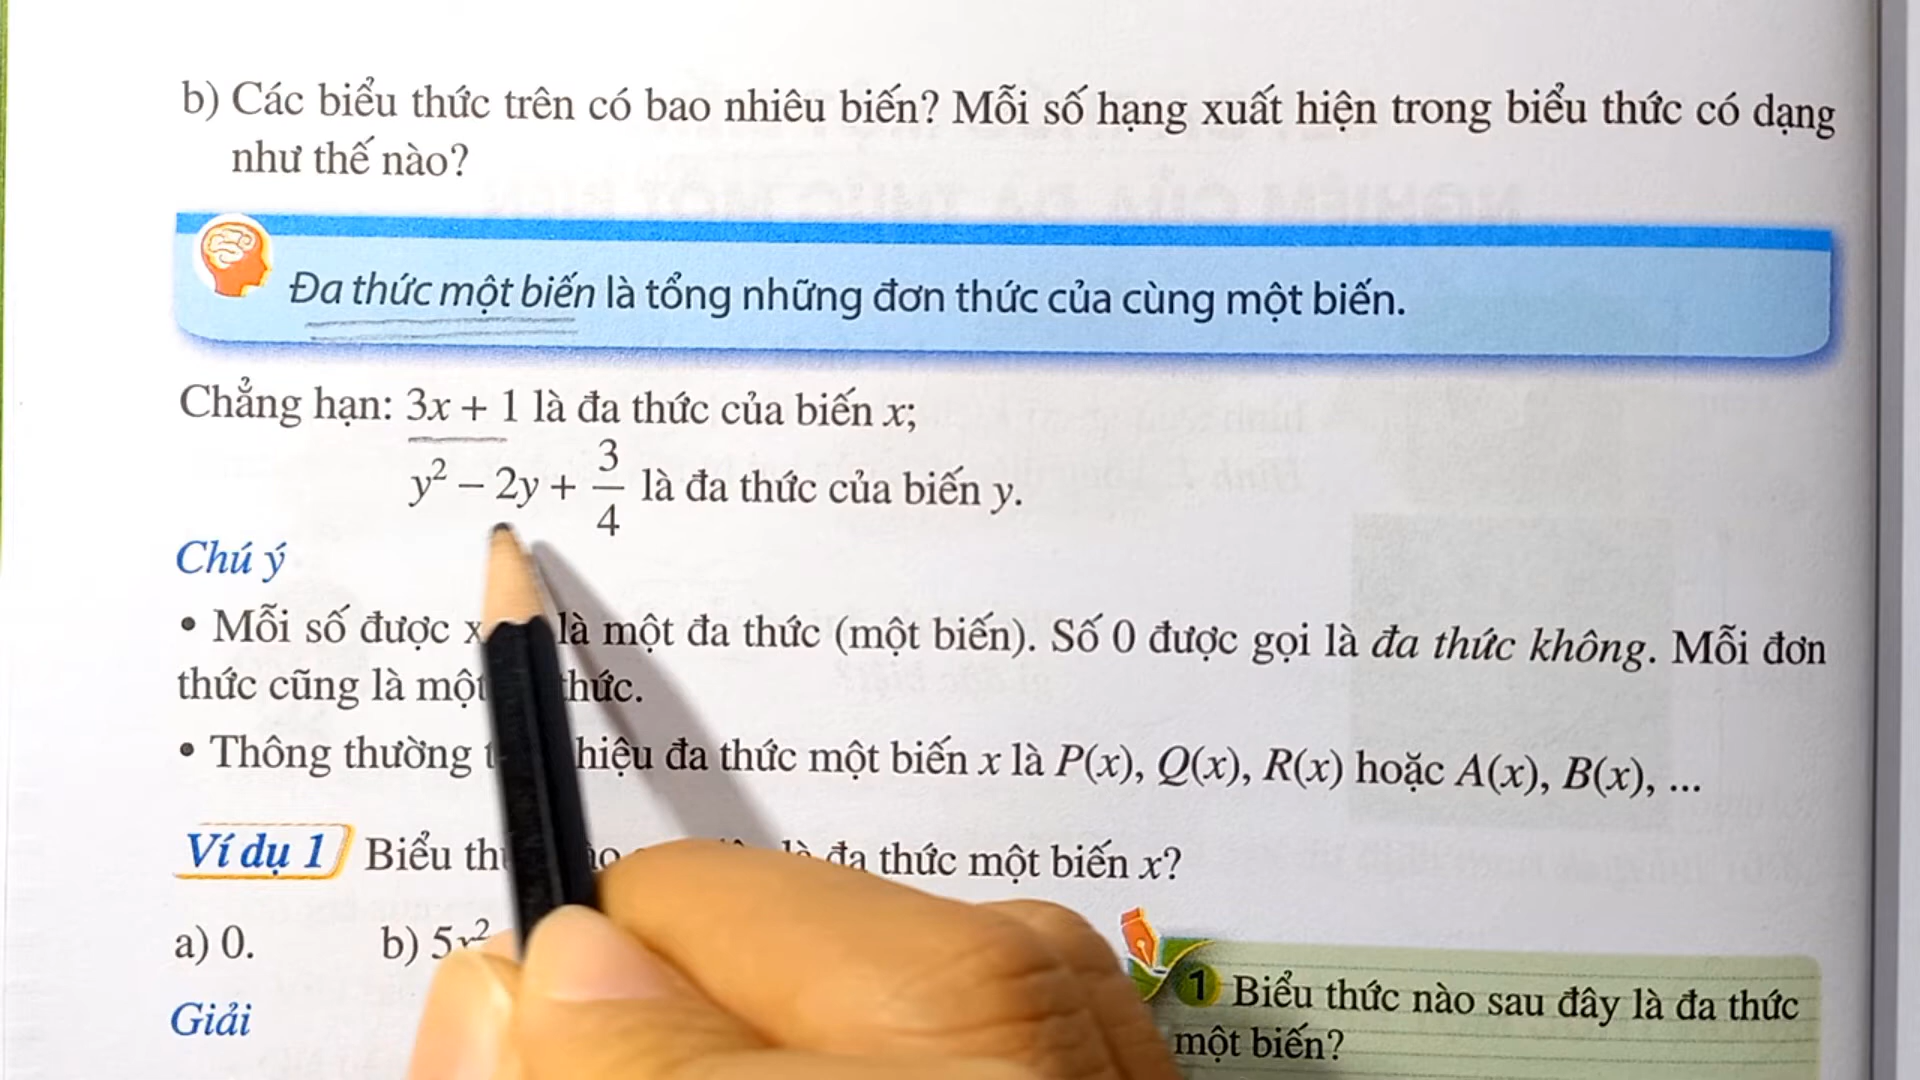 b) Các biểu thức trên có bao nhiêu biến? Mỗi số hạng xuất hiện trong biểu thức có dạng
như thế nào?
Đa thức một biến là tổng những đơn thức của cùng một biến.
Chẳng hạn: 3x + 1 là đa thức của biến x;
y² – 2y + 3/4 là đa thức của biến y.
Chú ý
• Mỗi số được là một đa thức (một biến). Số 0 được gọi là đa thức không. Mỗi đơn
thức cũng là một thức.
• Thông thường hiệu đa thức một biến x là P(x), Q(x), R(x) hoặc A(x), B(x), ...
Ví dụ 1 Biểu là đa thức một biến x?
a) 0. b) 5x²
Giải
1 Biểu thức nào sau đây là đa thức
một biến?